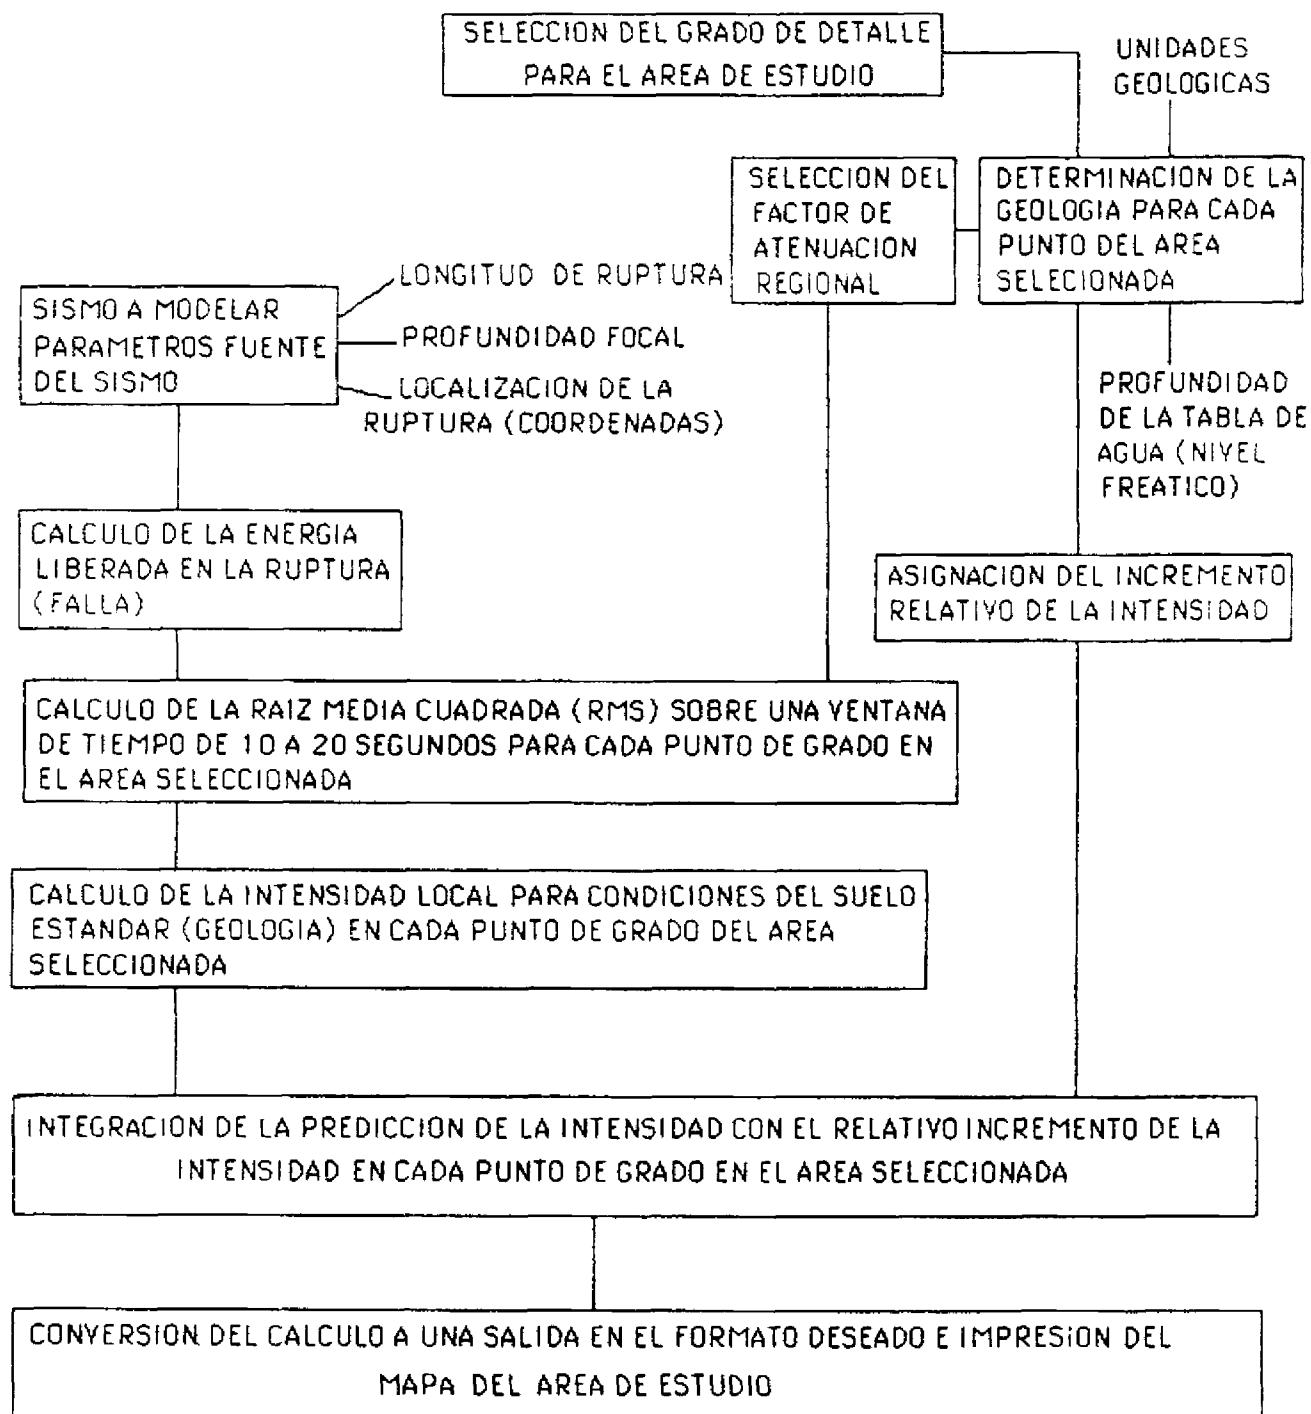 SELECCION DEL GRADO DE DETALLE
PARA EL AREA DE ESTUDIO
UNIDADES
GEOLOGICAS
SELECCION DEL
FACTOR DE
ATENUACION
REGIONAL
DETERMINACION DE LA
GEOLOGIA PARA CADA
PUNTO DEL AREA
SELECIONADA
SISMO A MODELAR
PARAMETROS FUENTE
DEL SISMO
LONGITUD DE RUPTURA
PROFUNDIDAD FOCAL
LOCALIZACION DE LA
RUPTURA (COORDENADAS)
PROFUNDIDAD
DE LA TABLA DE
AGUA (NIVEL
FREATICO)
CALCULO DE LA ENERGIA
LIBERADA EN LA RUPTURA
(FALLA)
ASIGNACION DEL INCREMENTO
RELATIVO DE LA INTENSIDAD
CALCULO DE LA RAIZ MEDIA CUADRADA (RMS) SOBRE UNA VENTANA
DE TIEMPO DE 10 A 20 SEGUNDOS PARA CADA PUNTO DE GRADO EN
EL AREA SELECCIONADA
CALCULO DE LA INTENSIDAD LOCAL PARA CONDICIONES DEL SUELO
ESTANDAR (GEOLOGIA) EN CADA PUNTO DE GRADO DEL AREA
SELECCIONADA
INTEGRACION DE LA PREDICCION DE LA INTENSIDAD CON EL RELATIVO INCREMENTO DE LA
INTENSIDAD EN CADA PUNTO DE GRADO EN EL AREA SELECCIONADA
CONVERSION DEL CALCULO A UNA SALIDA EN EL FORMATO DESEADO E IMPRESION DEL
MAPA DEL AREA DE ESTUDIO